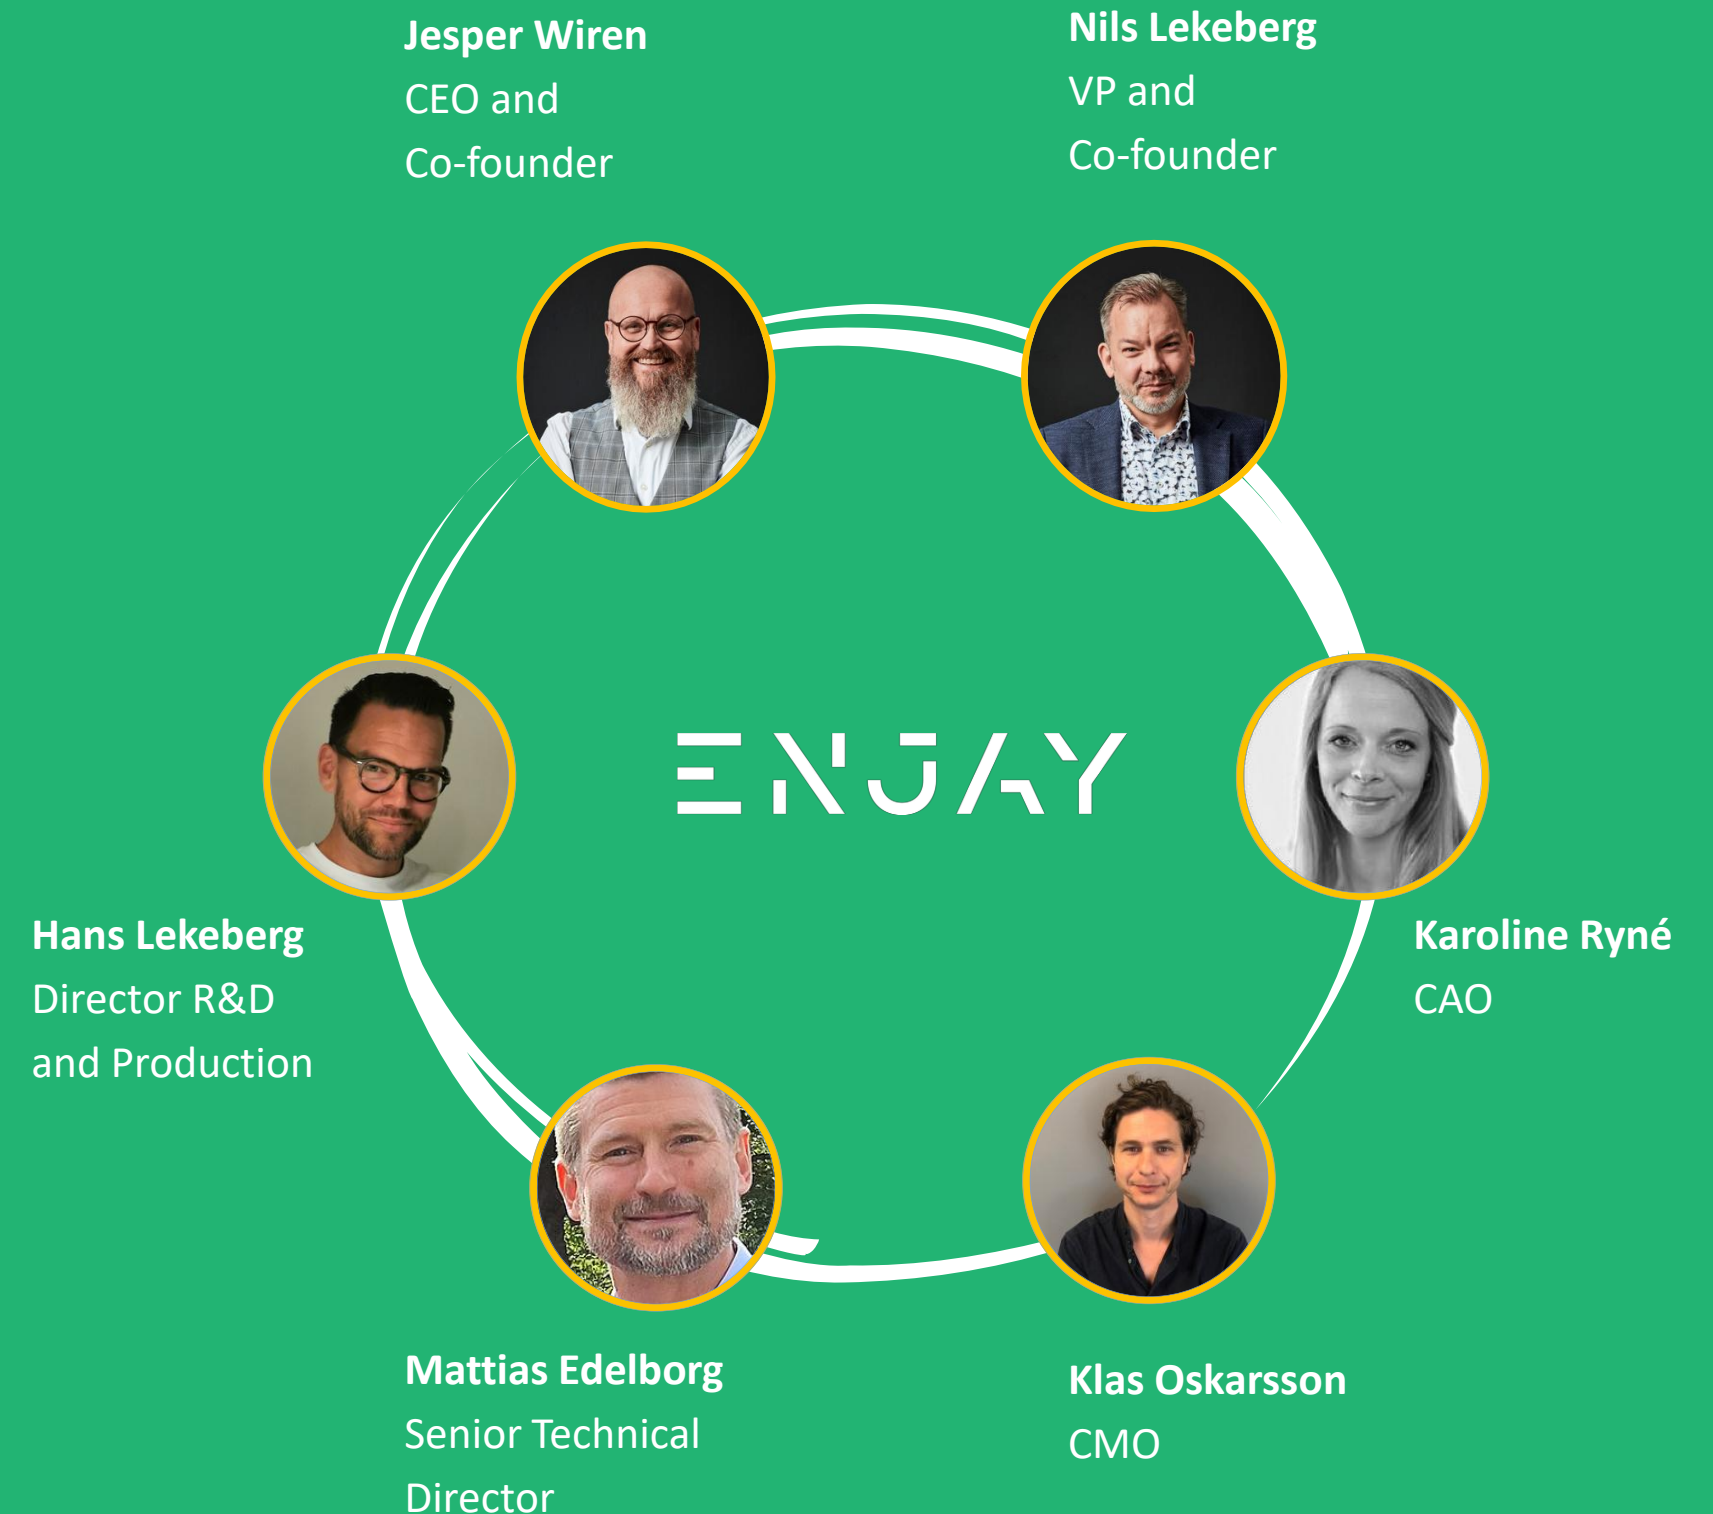 Jesper Wiren
CEO and
Co-founder
Nils Lekeberg
VP and
Co-founder
ENJAY
Hans Lekeberg
Director R&D
and Production
Karoline Ryné
CAO
Mattias Edelborg
Senior Technical
Director
Klas Oskarsson
CMO